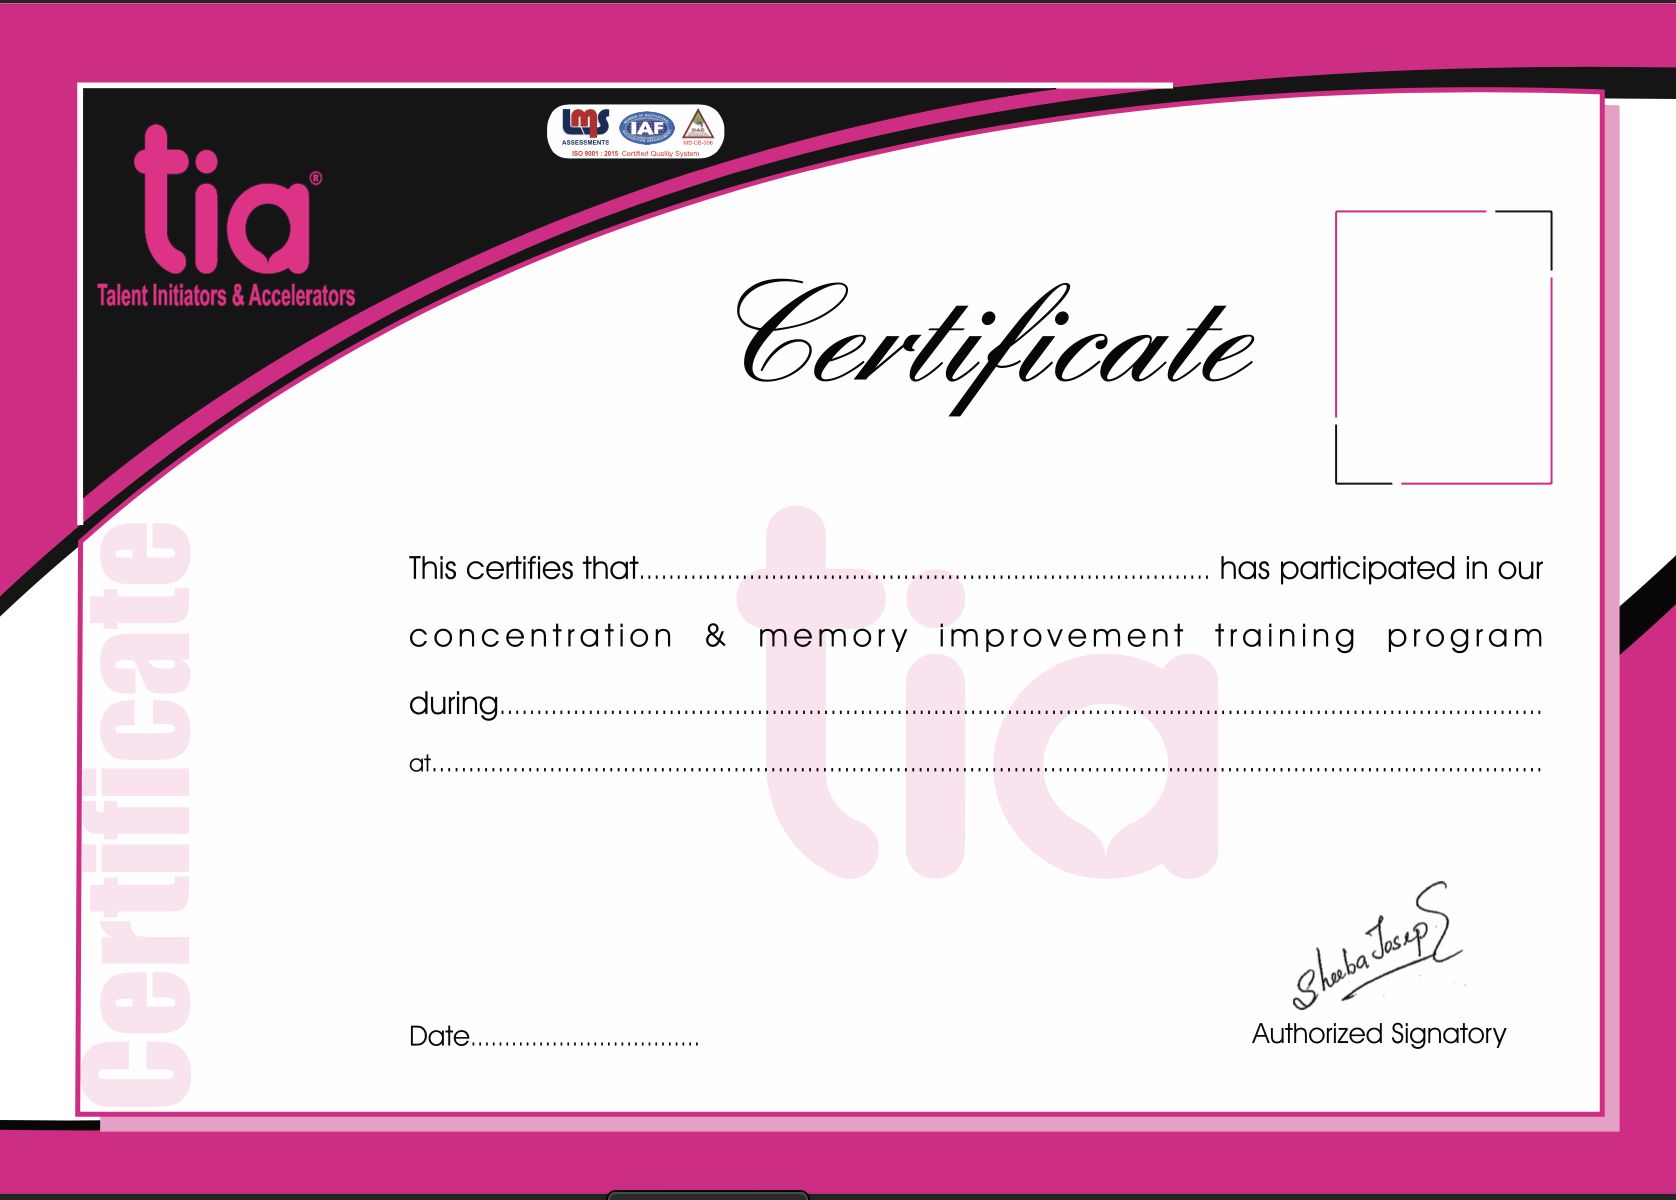 tia®
Talent Initiators & Accelerators
LMS
ASSESSMENTS
IAF
MS-CB-006
ISO 9001 : 2015 Certified Quality System
Certificate
This certifies that............................................................................... has participated in our
concentration & memory improvement training program
during................................................................................................................................................
at.........................................................................................................................................................
tia
Certificate
Sheeba Joseph
Date..................................
Authorized Signatory